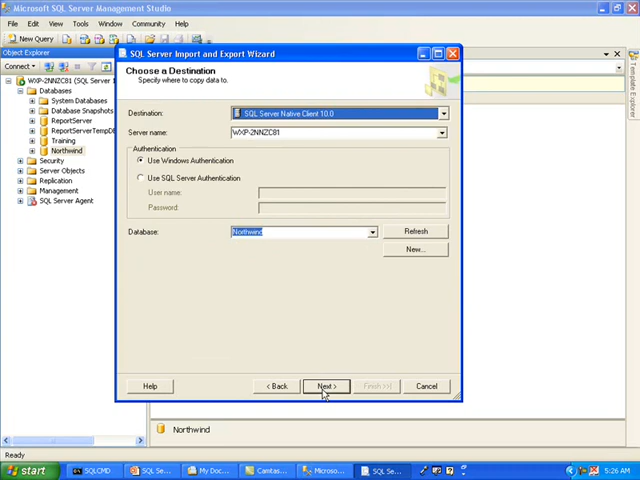 Microsoft SQL Server Management Studio
File Edit View Tools Window Community Help
New Query
Object Explorer
Connect
WXP-2NNZC81 (SQL Server 1
Databases
System Databases
Database Snapshots
ReportServer
ReportServerTempDB
Training
Northwind
Security
Server Objects
Replication
Management
SQL Server Agent
SQL Server Import and Export Wizard
Choose a Destination
Specify where to copy data to.
Destination:
SQL Server Native Client 10.0
Server name:
WXP-2NNZC81
Authentication
Use Windows Authentication
Use SQL Server Authentication
User name:
Password:
Database:
Northwind
Refresh
New...
Help
< Back
Next >
Finish >>|
Cancel
Template Explorer
Northwind
Ready
start
SQLCMD
SQL Se...
My Doc...
Camtas...
Microso...
SQL Se...
5:26 AM